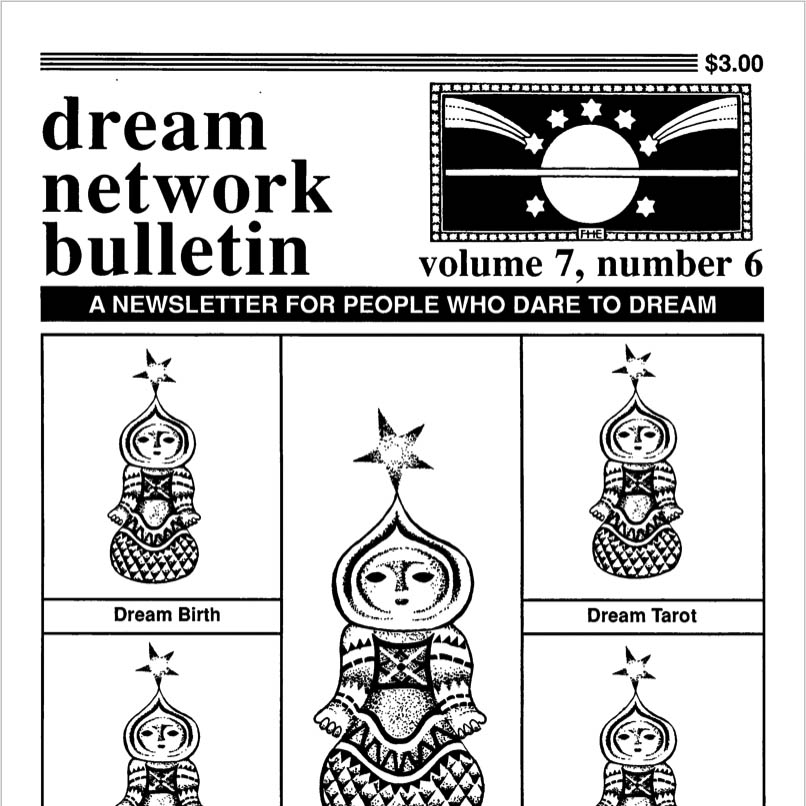 $3.00
dream
network
bulletin
FHE
volume 7, number 6
A NEWSLETTER FOR PEOPLE WHO DARE TO DREAM
Dream Birth
Dream Tarot